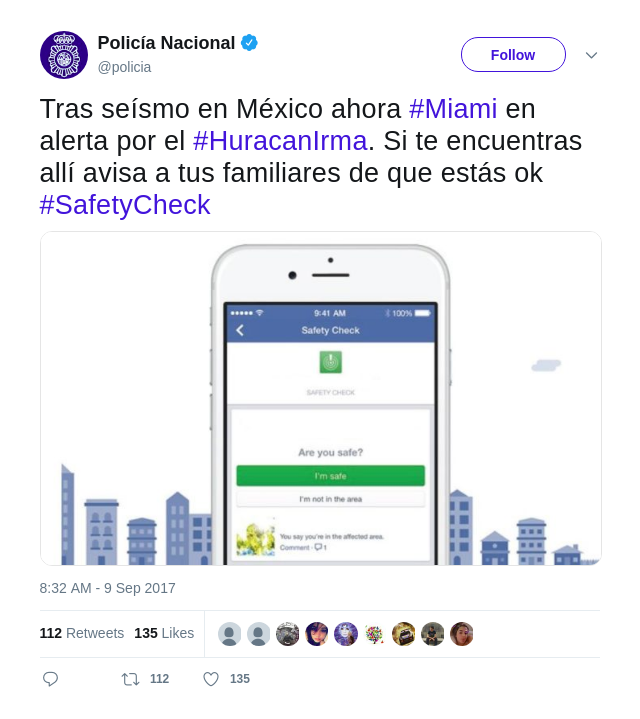 Policía Nacional
@policia
Follow
Tras seísmo en México ahora #Miami en
alerta por el #HuracanIrma. Si te encuentras
allí avisa a tus familiares de que estás ok
#SafetyCheck
9:41 AM 100%
Safety Check
SAFETY CHECK
Are you safe?
I'm safe
I'm not in the area
You say you're in the affected area.
Comment · 1
8:32 AM - 9 Sep 2017
112 Retweets 135 Likes
112 135